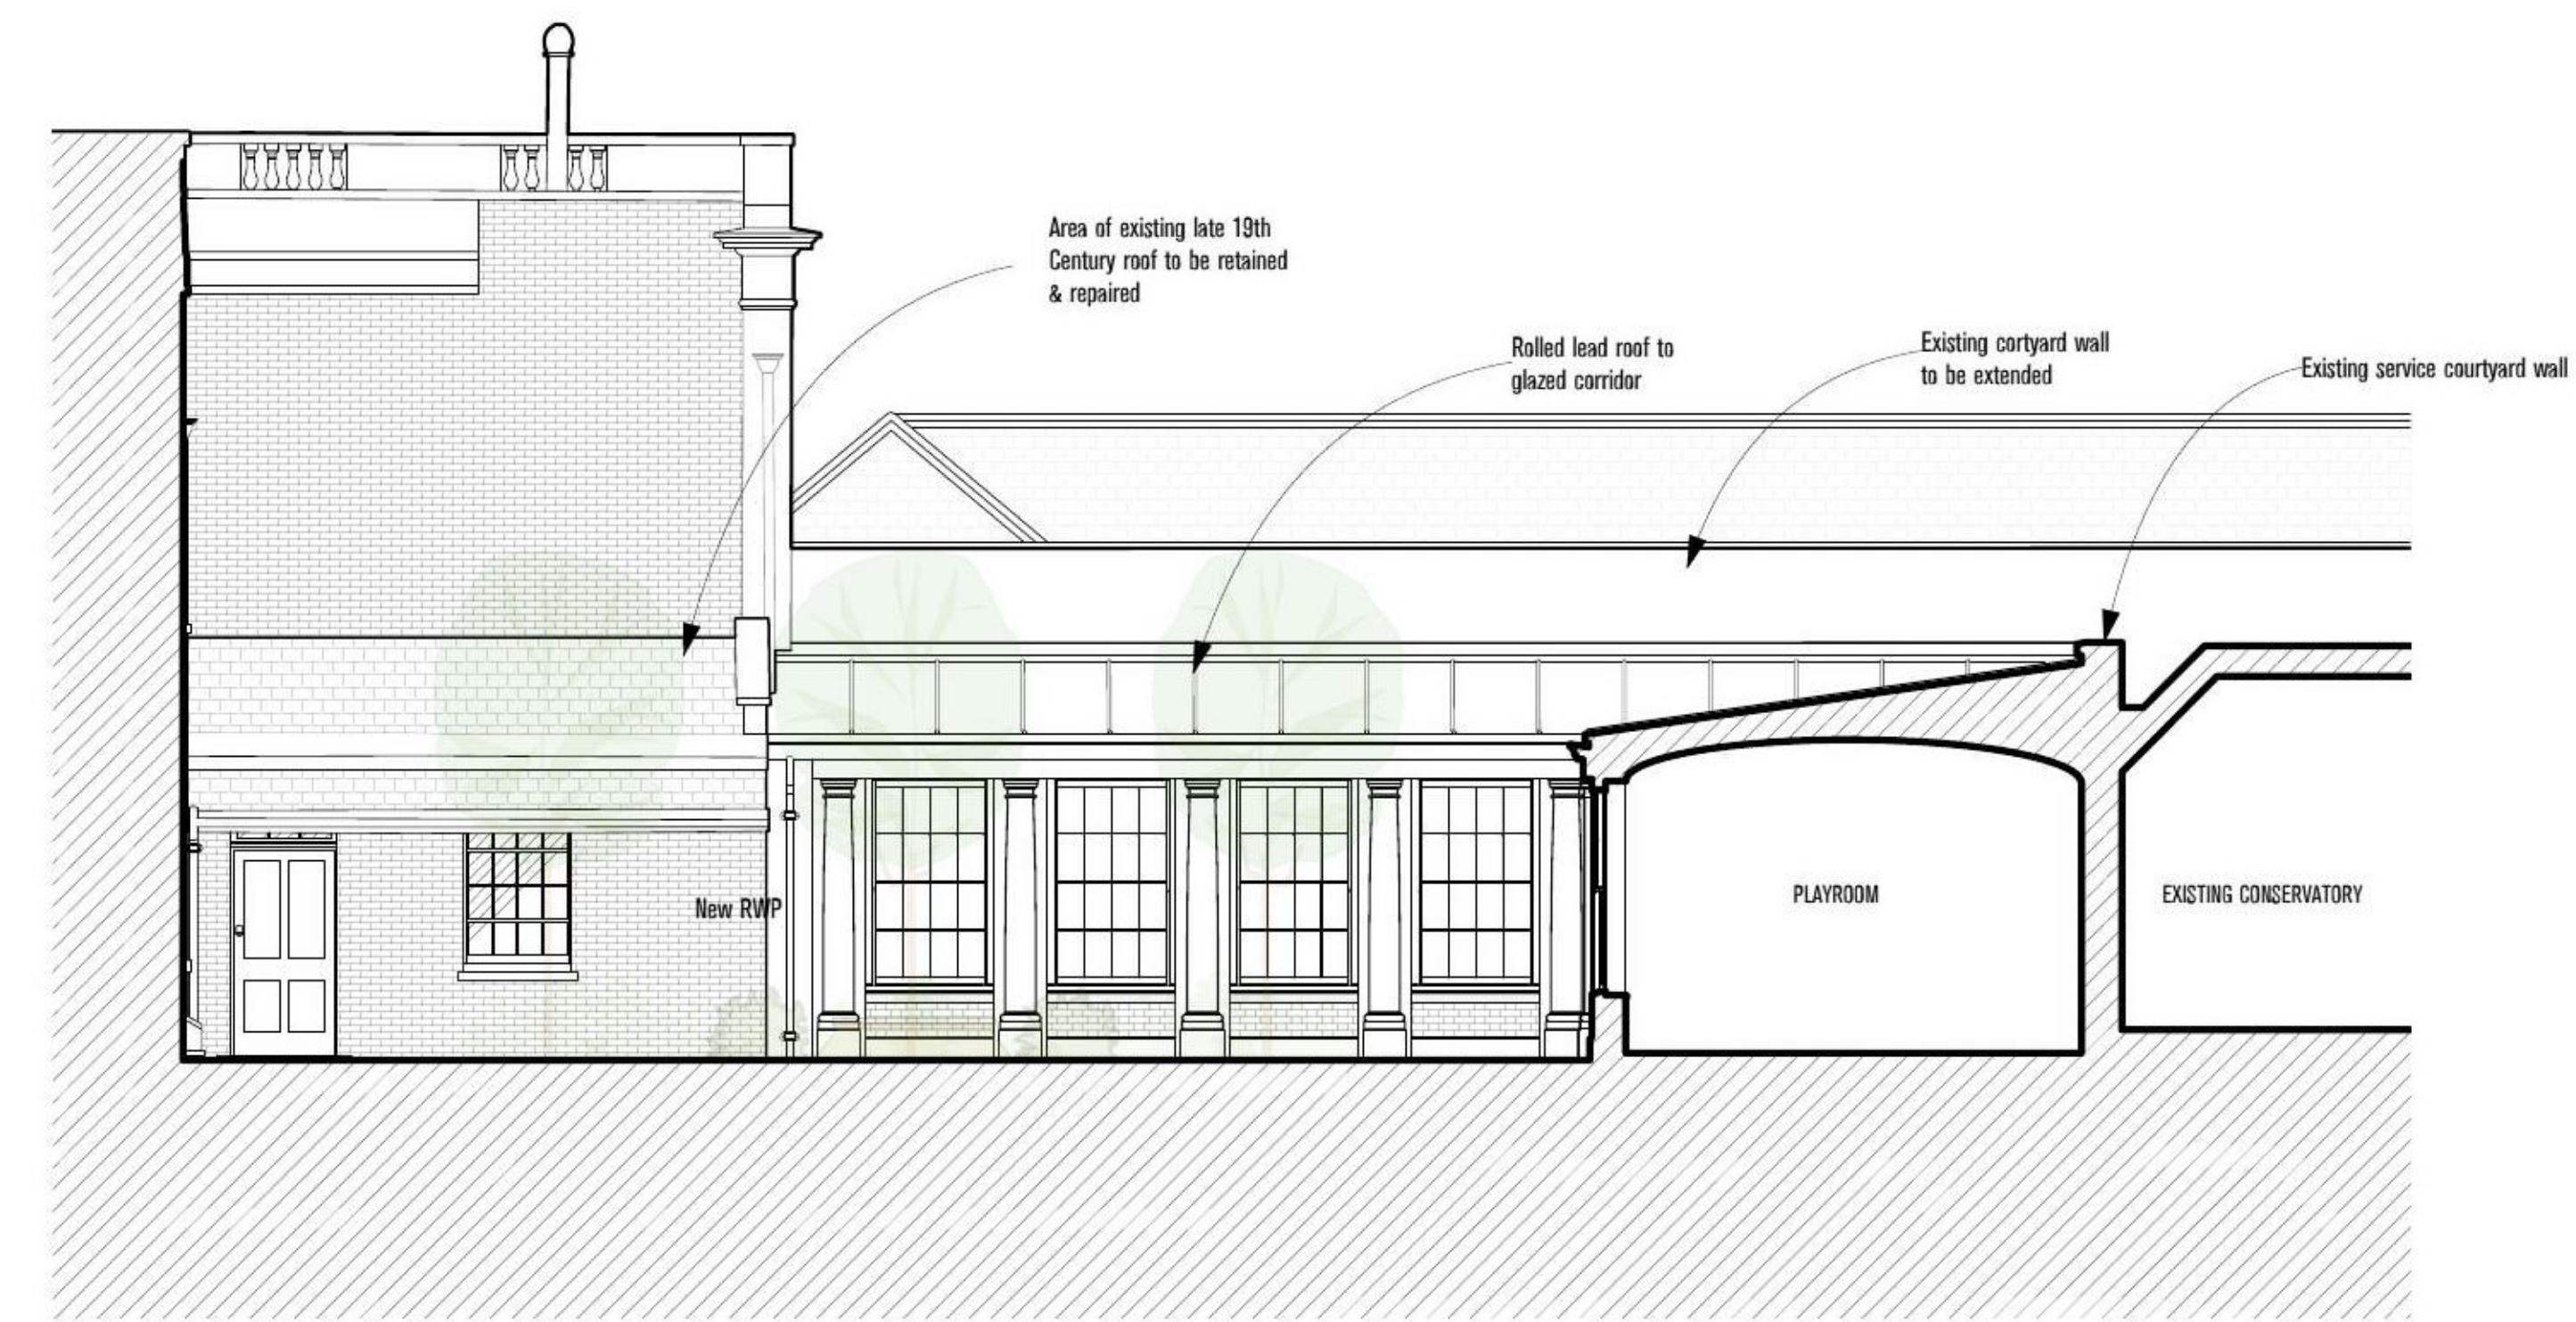 Area of existing late 19th
Century roof to be retained
& repaired
Rolled lead roof to
glazed corridor
Existing cortyard wall
to be extended
Existing service courtyard wall
New RWP
PLAYROOM
EXISTING CONSERVATORY